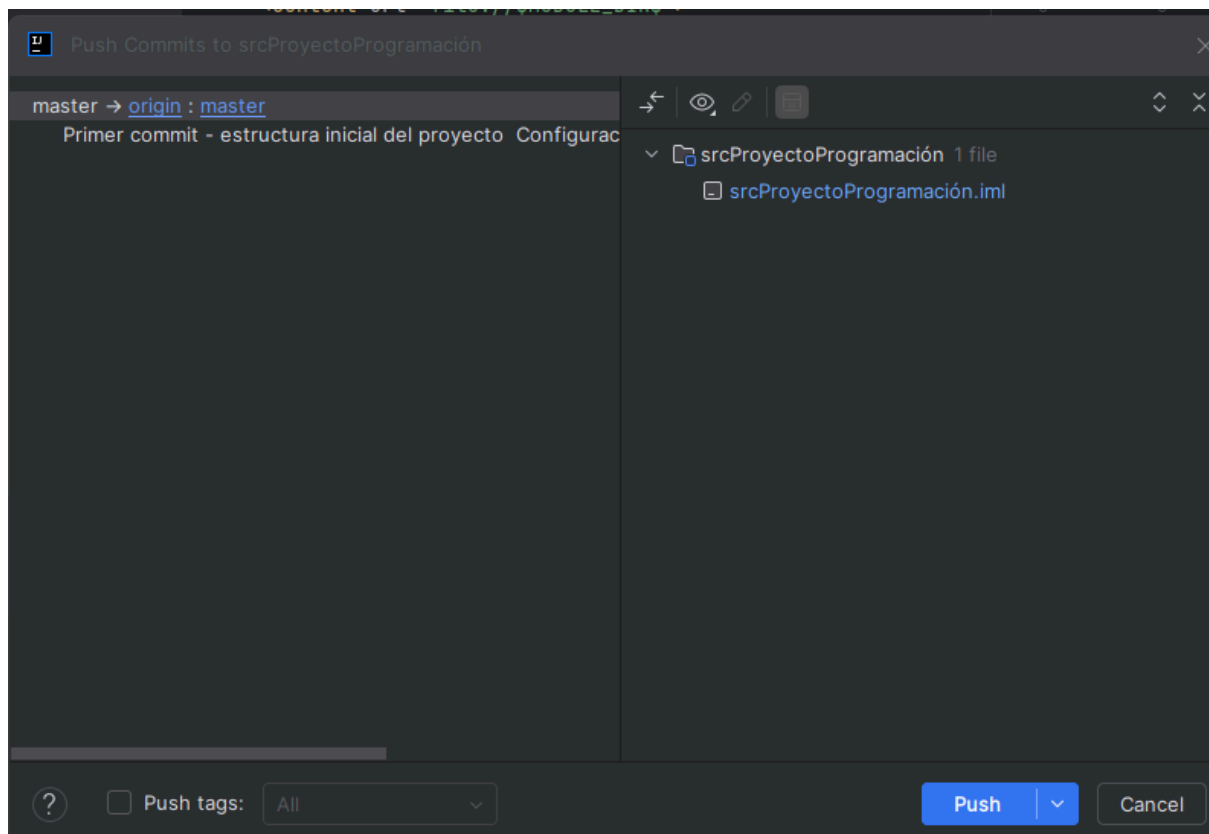 Push Commits to srcProyectoProgramación
master → origin : master
Primer commit - estructura inicial del proyecto Configurac
srcProyectoProgramación 1 file
srcProyectoProgramación.iml
? Push tags: All Push Cancel